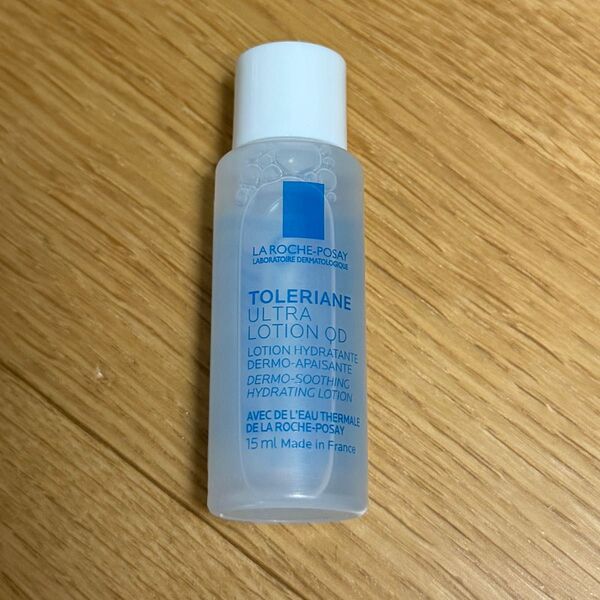 LA ROCHE-POSAY
LABORATOIRE DERMATOLOGIQUE
TOLERIANE
ULTRA
LOTION QD
LOTION HYDRATANTE
DERMO-APAISANTE
DERMO-SOOTHING
HYDRATING LOTION
AVEC DE L'EAU THERMALE
DE LA ROCHE-POSAY
15 ml Made in France